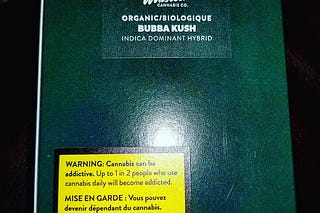 CANNABIS CO.
ORGANIC/BIOLOGIQUE
BUBBA KUSH
INDICA DOMINANT HYBRID
WARNING: Cannabis can be
addictive. Up to 1 in 2 people who use
cannabis daily will become addicted.
MISE EN GARDE : Vous pouvez
devenir dépendant du cannabis.